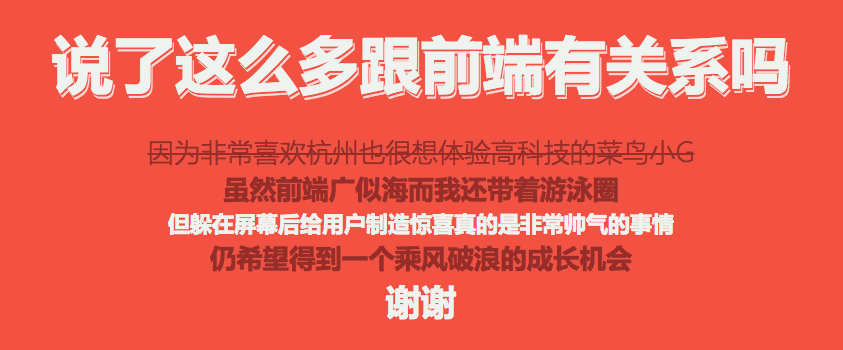 说了这么多跟前端有关系吗
因为非常喜欢杭州也很想体验高科技的菜鸟小G
虽然前端广似海而我还带着游泳圈
但躲在屏幕后给用户制造惊喜真的是非常帅气的事情
仍希望得到一个乘风破浪的成长机会
谢谢